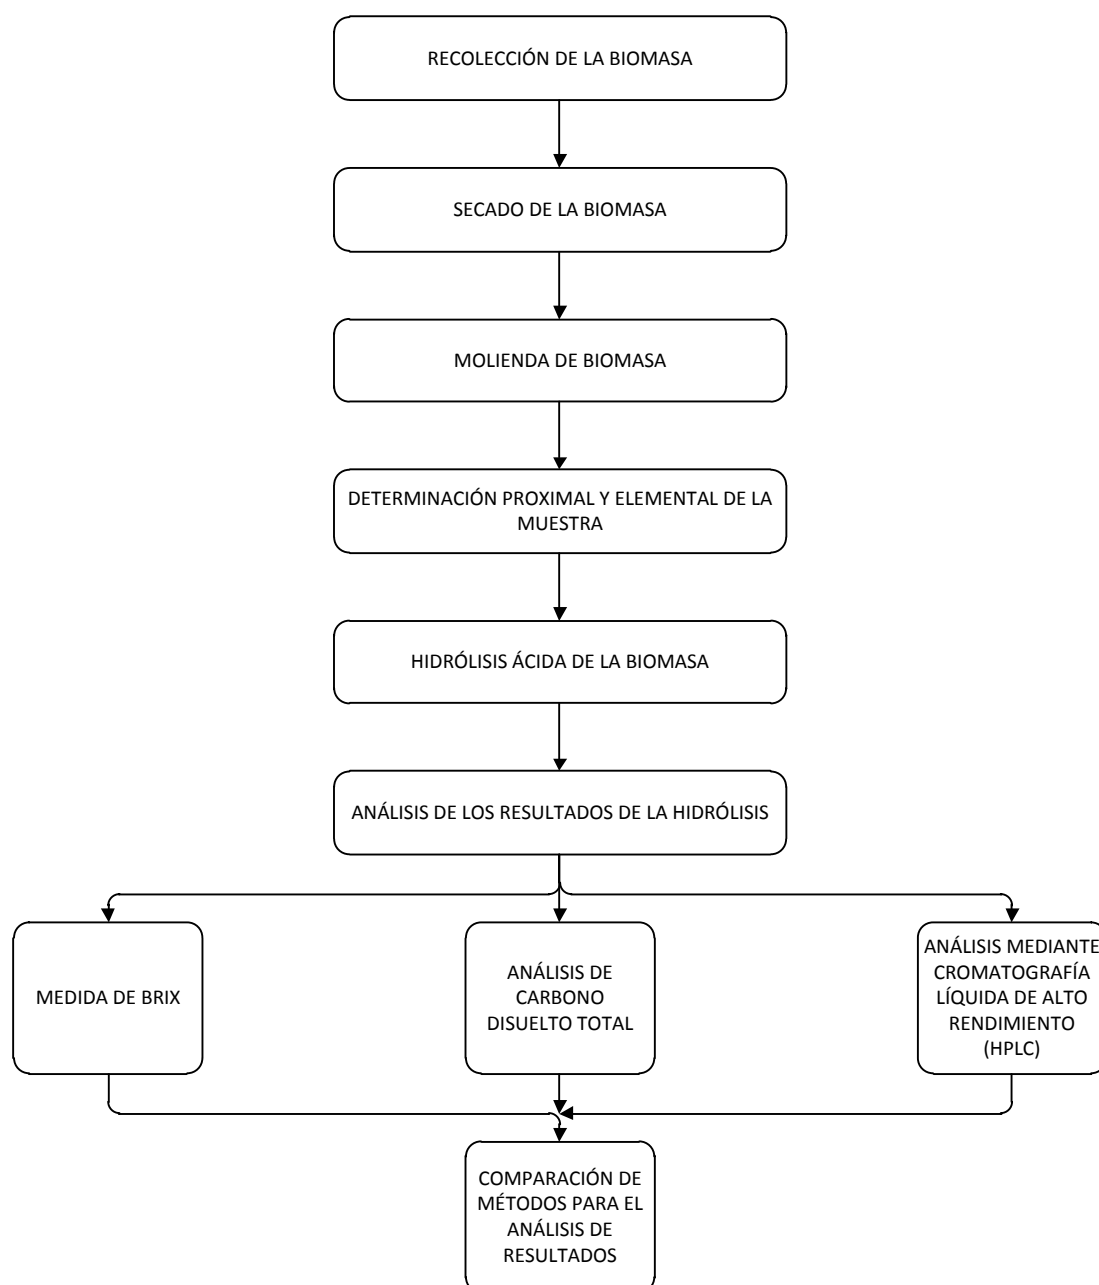 RECOLECCIÓN DE LA BIOMASA
SECADO DE LA BIOMASA
MOLIENDA DE BIOMASA
DETERMINACIÓN PROXIMAL Y ELEMENTAL DE LA
MUESTRA
HIDRÓLISIS ÁCIDA DE LA BIOMASA
ANÁLISIS DE LOS RESULTADOS DE LA HIDRÓLISIS
MEDIDA DE BRIX
ANÁLISIS DE
CARBONO
DISUELTO TOTAL
ANÁLISIS MEDIANTE
CROMATOGRAFÍA
LÍQUIDA DE ALTO
RENDIMIENTO
(HPLC)
COMPARACIÓN DE
MÉTODOS PARA EL
ANÁLISIS DE
RESULTADOS